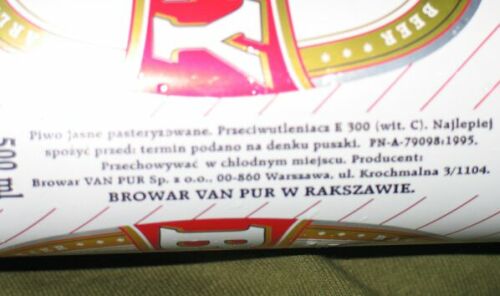 BEER
Y
Piwo jasne pasteryzowane. Przeciwutleniacz E 300 (wit. C). Najlepiej
spożyć przed: termin podano na denku puszki. PN-A-79098:1995.
Przechowywać w chłodnym miejscu. Producent:
Browar VAN PUR Sp. z o.o., 00-860 Warszawa, ul. Krochmalna 3/1104.
BROWAR VAN PUR W RAKSZAWIE.
500 ml
B